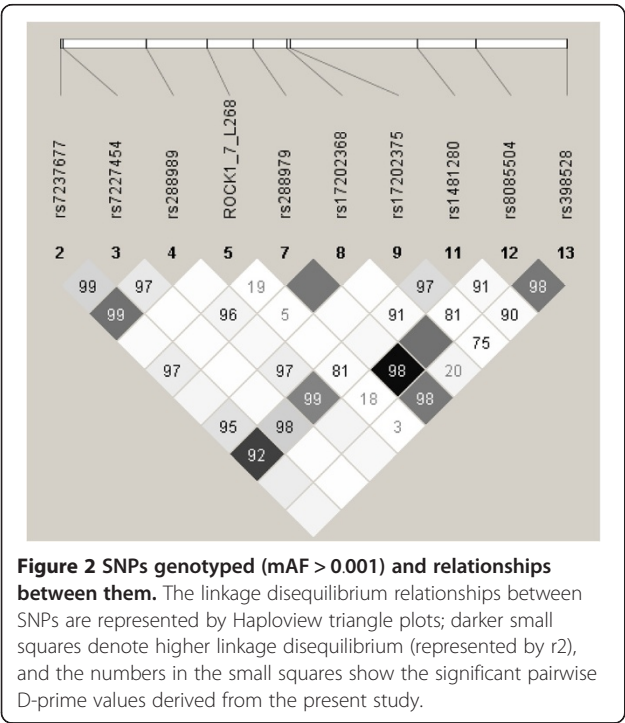 rs7237677
rs7227454
rs288989
ROCK1_7_L268
rs288979
rs17202368
rs17202375
rs1481280
rs8085504
rs398528
2 3 4 5 7 8 9 11 12 13
99 97 19 97 91 98
99 96 5 91 81 90
75
97 97 81 98 20
99 18 98
95 98 3
92
Figure 2 SNPs genotyped (mAF > 0.001) and relationships
between them. The linkage disequilibrium relationships between
SNPs are represented by Haploview triangle plots; darker small
squares denote higher linkage disequilibrium (represented by r2),
and the numbers in the small squares show the significant pairwise
D-prime values derived from the present study.